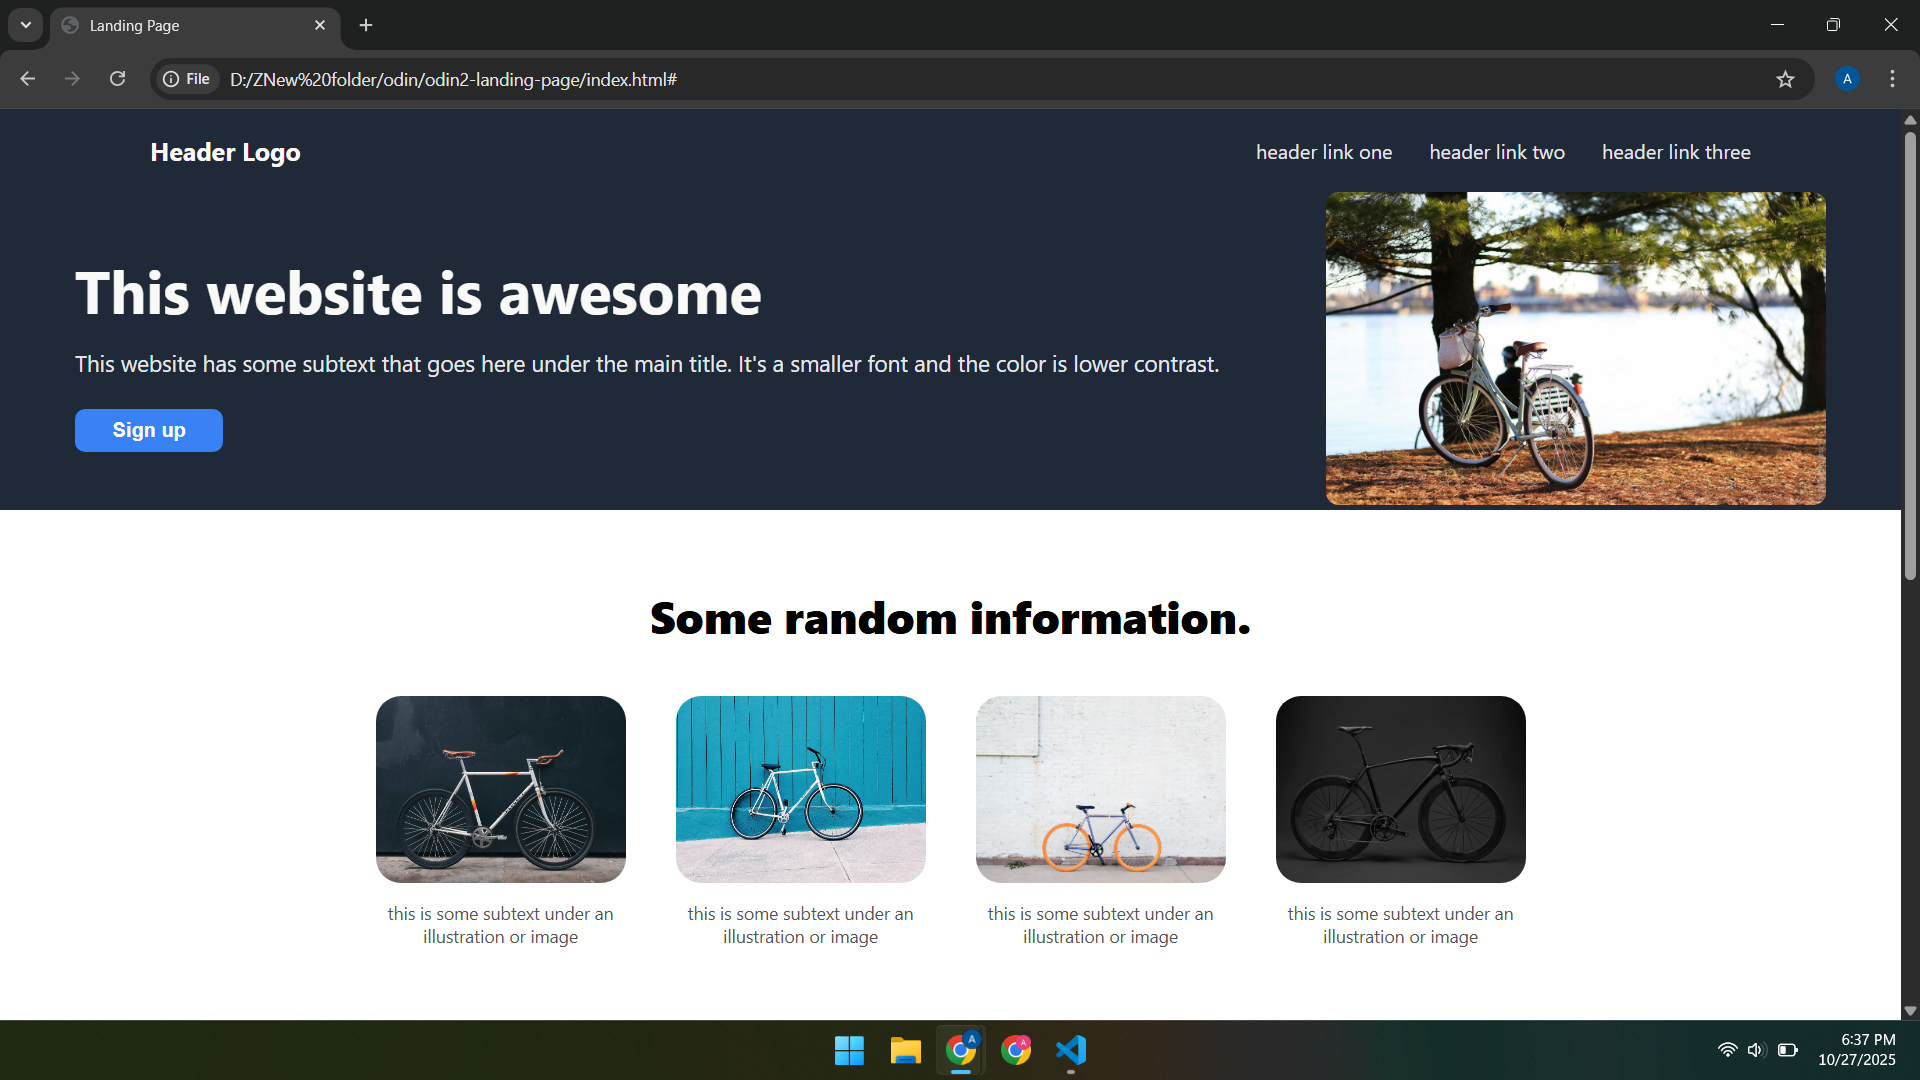 Landing Page
File
D:/ZNew%20folder/odin/odin2-landing-page/index.html#
A
Header Logo
header link one
header link two
header link three
This website is awesome
This website has some subtext that goes here under the main title. It's a smaller font and the color is lower contrast.
Sign up
Some random information.
this is some subtext under an
illustration or image
this is some subtext under an
illustration or image
this is some subtext under an
illustration or image
this is some subtext under an
illustration or image
A
A
6:37 PM
10/27/2025